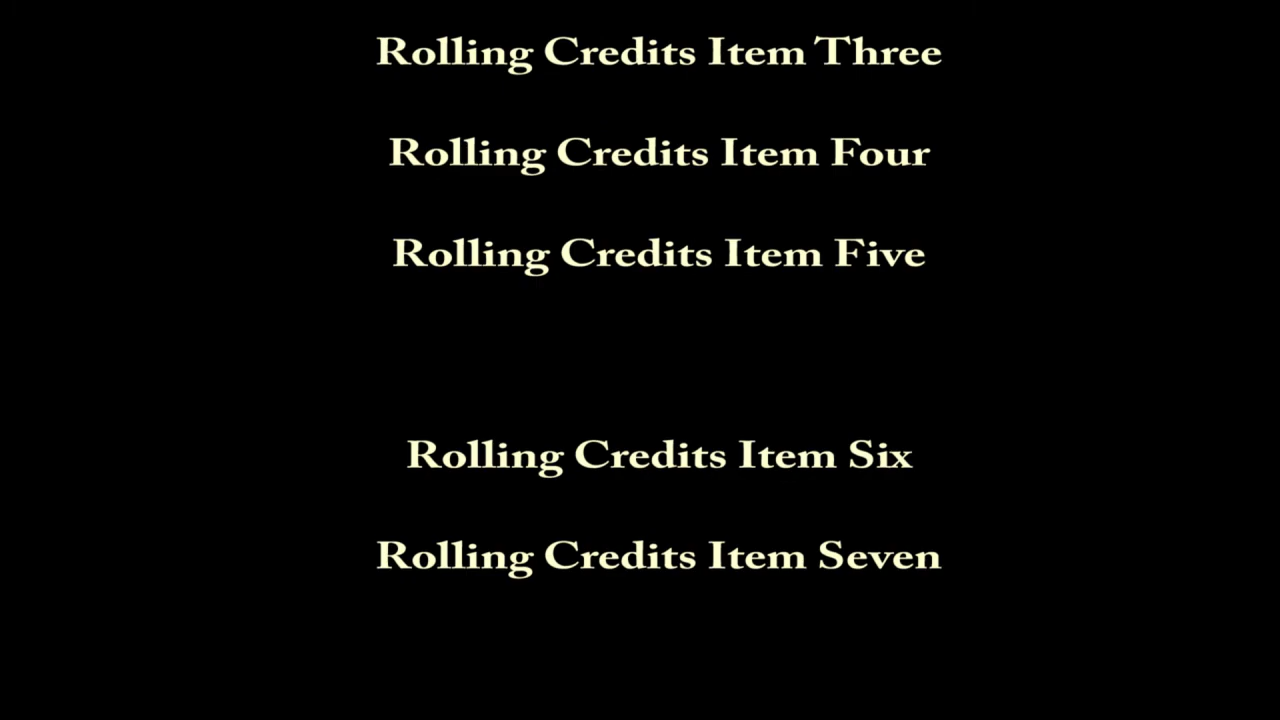 Rolling Credits Item Three
Rolling Credits Item Four
Rolling Credits Item Five
Rolling Credits Item Six
Rolling Credits Item Seven